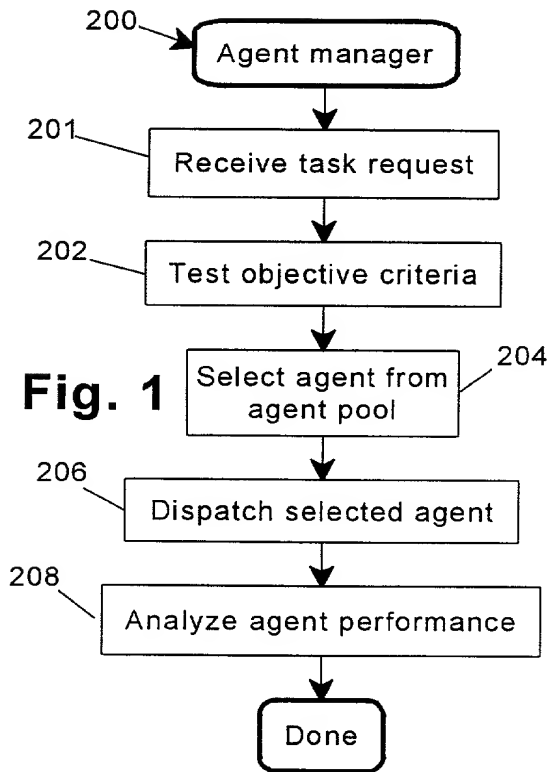 200
Agent manager
201
Receive task request
202
Test objective criteria
204
Select agent from
agent pool
Fig. 1
206
Dispatch selected agent
208
Analyze agent performance
Done